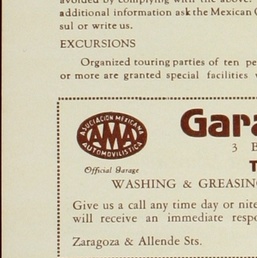 avoided by complying with the above.
additional information ask the Mexican C
sul or write us.
EXCURSIONS
Organized touring parties of ten pe
or more are granted special facilities w
ASOCIACION MEXICANA
AMA
AUTOMOVILISTICA
Official Garage
Gara
3 B
T
WASHING & GREASING
Give us a call any time day or nite
will receive an immediate respo
Zaragoza & Allende Sts.